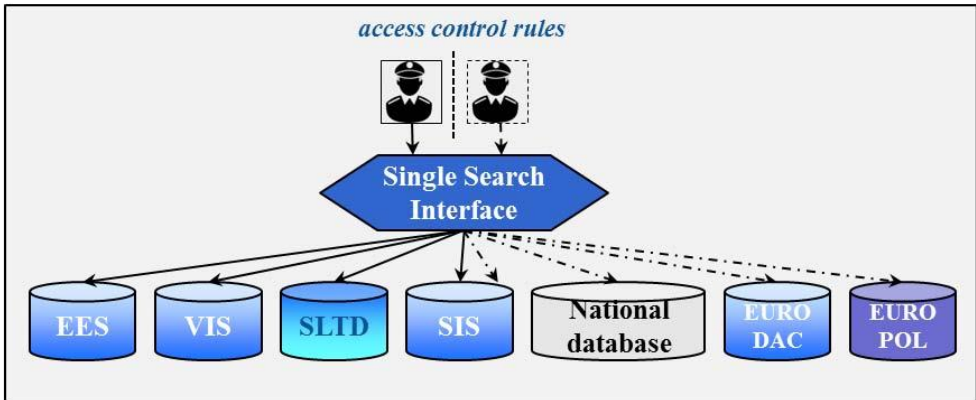 access control rules
Single Search
Interface
EES
VIS
SLTD
SIS
National
database
EURO
DAC
EURO
POL